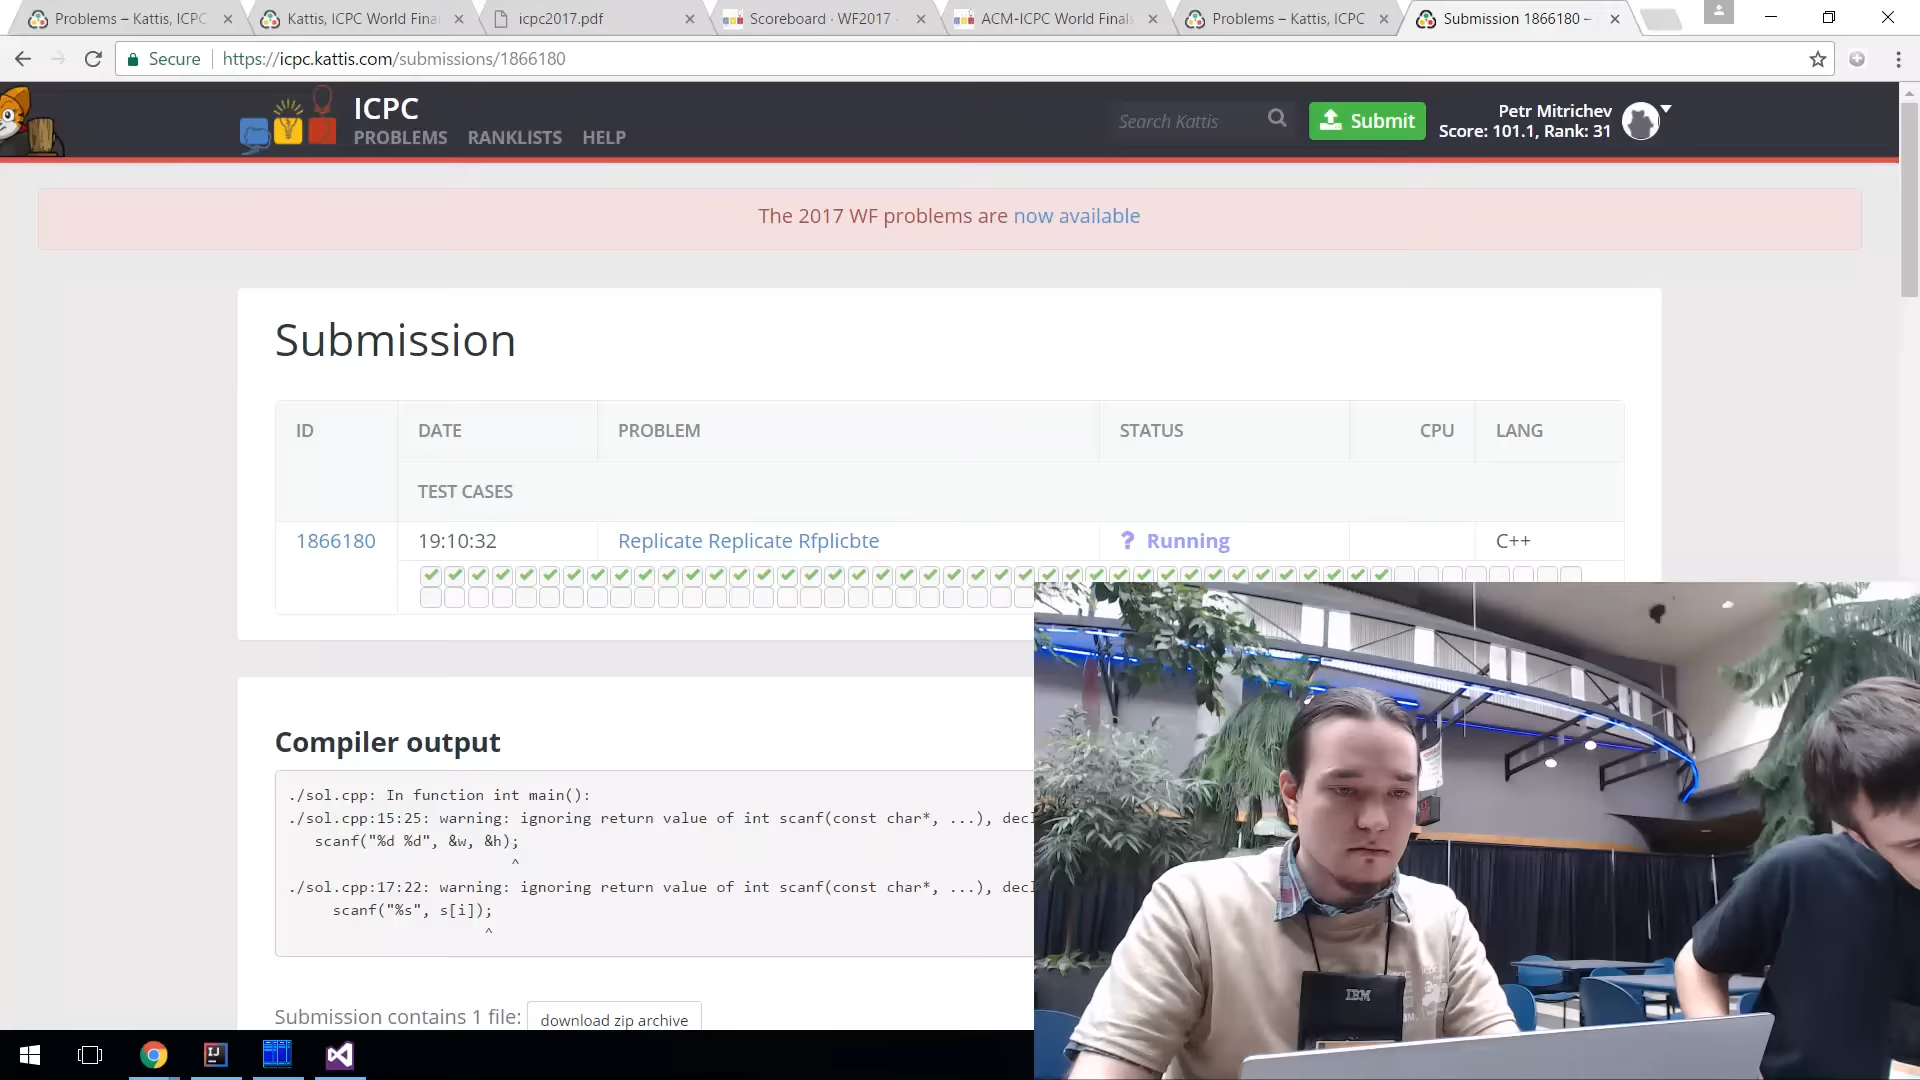 Problems – Kattis, ICPC
Kattis, ICPC World Fina
icpc2017.pdf
Scoreboard · WF2017
ACM-ICPC World Finals
Problems – Kattis, ICPC
Submission 1866180 –
Secure
https://icpc.kattis.com/submissions/1866180
ICPC
PROBLEMS RANKLISTS HELP
Search Kattis
Submit
Petr Mitrichev
Score: 101.1, Rank: 31
The 2017 WF problems are now available
Submission
ID DATE PROBLEM STATUS CPU LANG
TEST CASES
1866180 19:10:32 Replicate Replicate Rfplicbte ? Running C++
Compiler output
./sol.cpp: In function int main():
./sol.cpp:15:25: warning: ignoring return value of int scanf(const char*, ...), decl
scanf("%d %d", &w, &h);
^
./sol.cpp:17:22: warning: ignoring return value of int scanf(const char*, ...), decl
scanf("%s", s[i]);
^
Submission contains 1 file: download zip archive
IJ
IBM